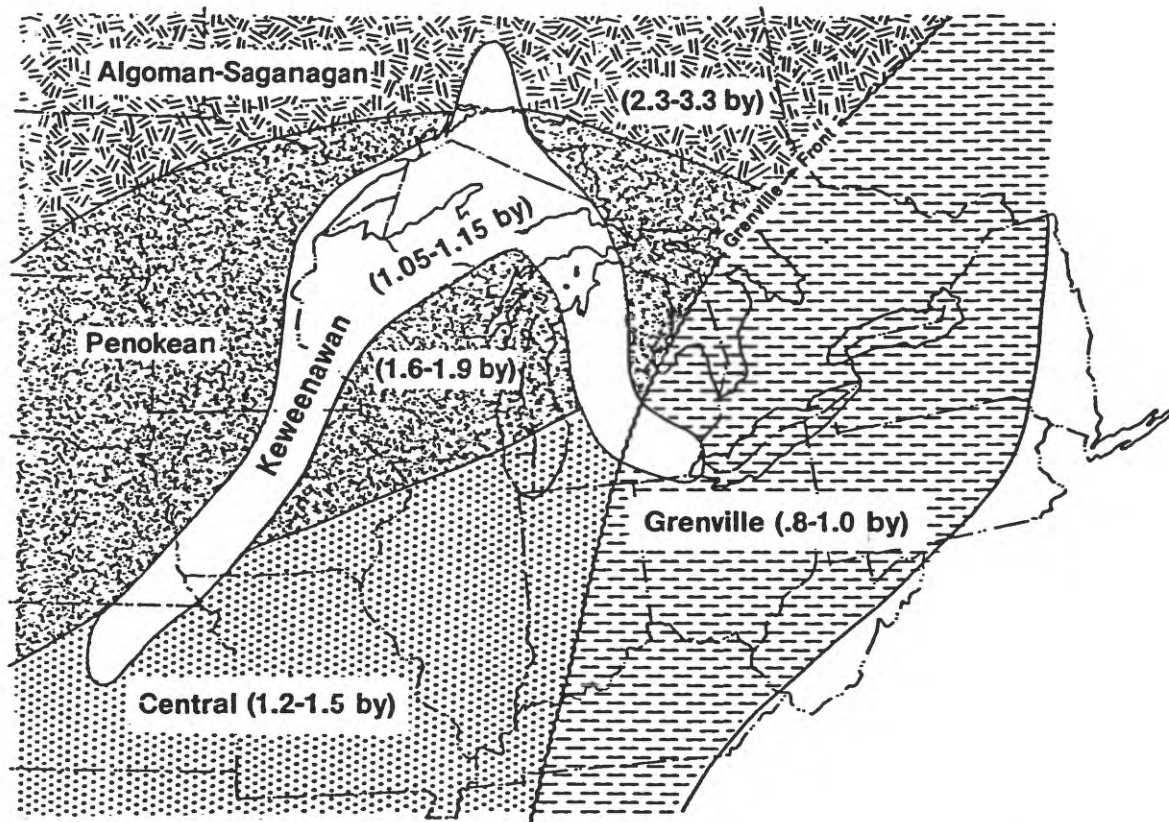 Algoman-Saganagan
(2.3-3.3 by)
Grenville Front
(1.05-1.15 by)
Penokean
(1.6-1.9 by)
Keweenawan
Grenville (.8-1.0 by)
Central (1.2-1.5 by)